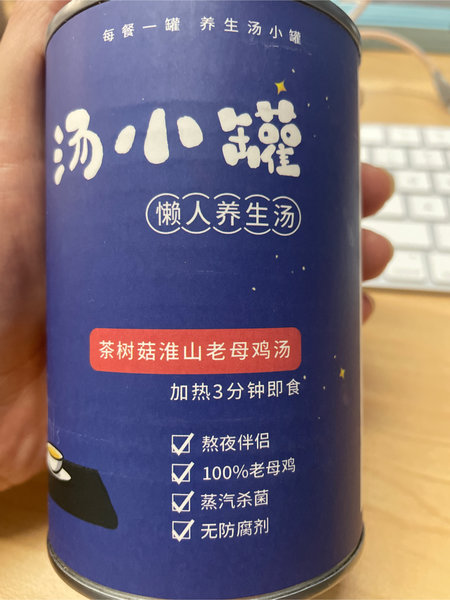 每餐一罐 养生汤小罐
汤小罐
懒人养生汤
茶树菇淮山老母鸡汤
加热3分钟即食
熬夜伴侣
100%老母鸡
蒸汽杀菌
无防腐剂